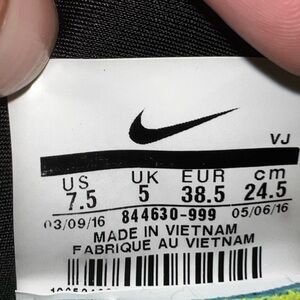 VJ
US UK EUR cm
7.5 5 38.5 24.5
03/09/16 844630-999 05/06/16
MADE IN VIETNAM
FABRIQUE AU VIETNAM